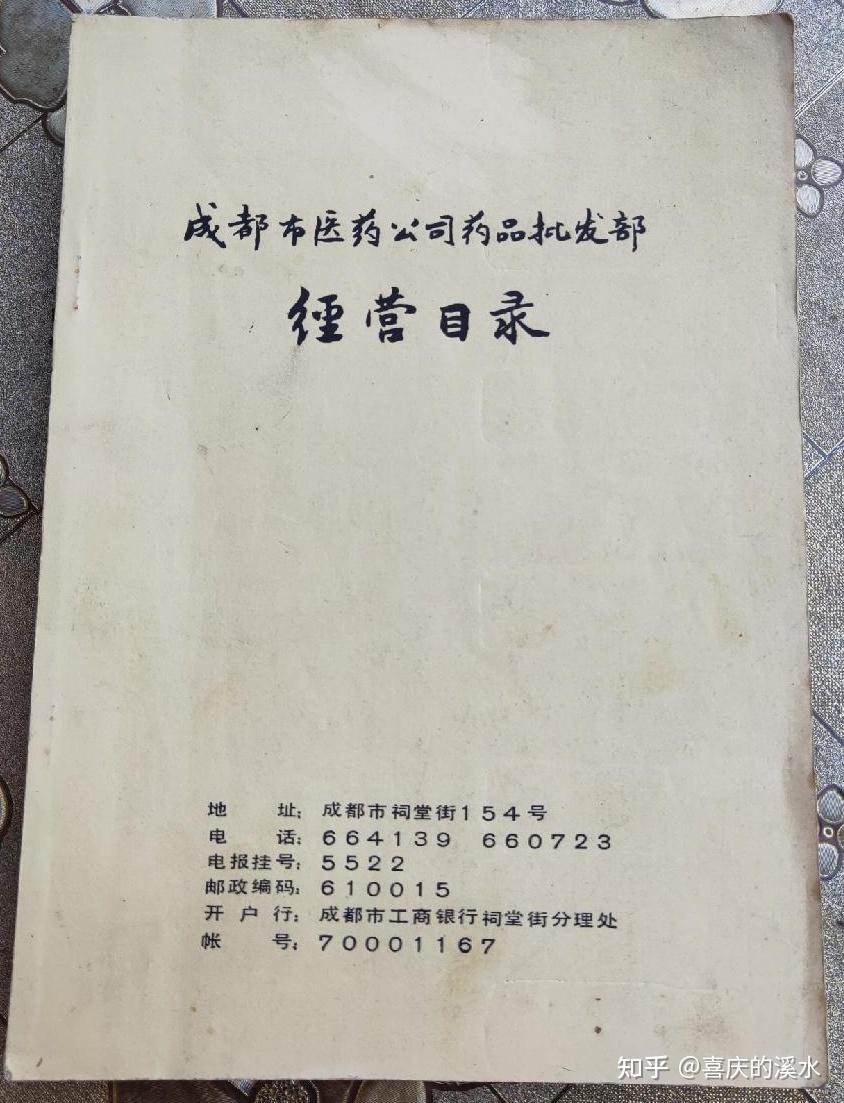 成都市医药公司药品批发部
經营目录
地 址：成都市祠堂街154号
电 话：664139 660723
电报挂号：5522
邮政编码：610015
开 户 行：成都市工商银行祠堂街分理处
帐 号：70001167
知乎 @喜庆的溪水